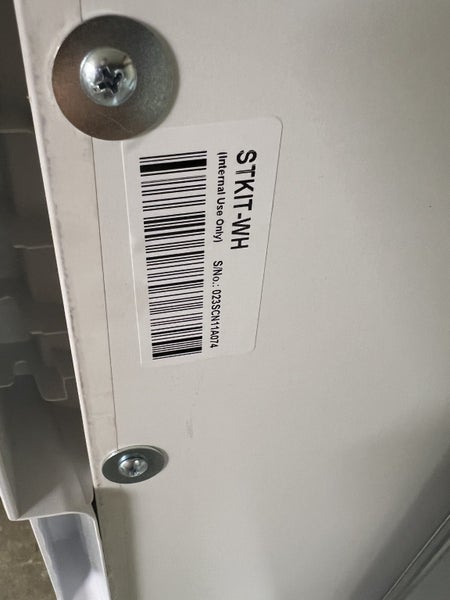 STKIT-WH
(Internal Use Only)
S/No.: 023SCN11A074